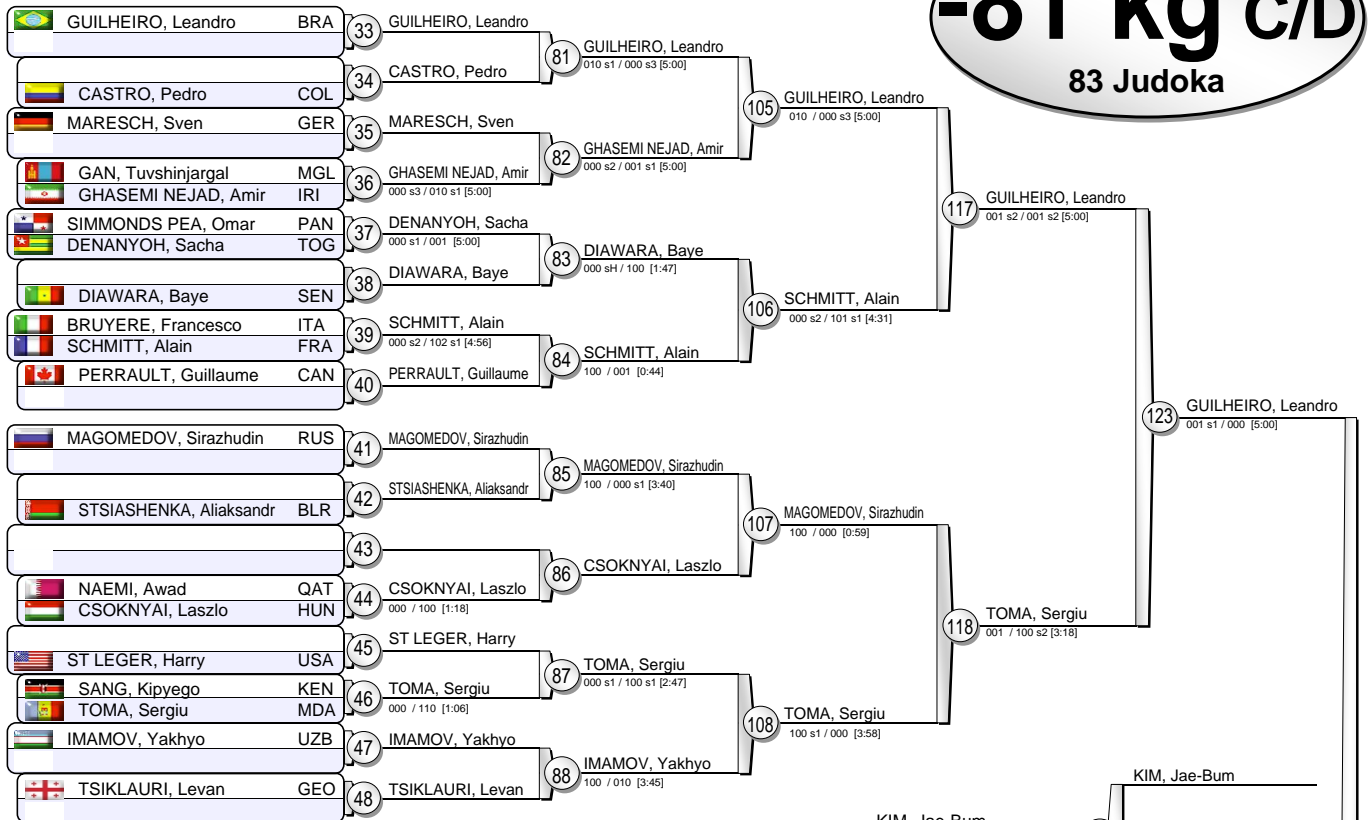 -81 kg C/D
83 Judoka
GUILHEIRO, Leandro BRA
33
GUILHEIRO, Leandro
81
GUILHEIRO, Leandro
010 s1 / 000 s3 [5:00]
CASTRO, Pedro COL
34
CASTRO, Pedro
105
GUILHEIRO, Leandro
010 / 000 s3 [5:00]
MARESCH, Sven GER
35
MARESCH, Sven
82
GHASEMI NEJAD, Amir
000 s2 / 001 s1 [5:00]
GAN, Tuvshinjargal MGL
GHASEMI NEJAD, Amir IRI
36
GHASEMI NEJAD, Amir
000 s3 / 010 s1 [5:00]
117
GUILHEIRO, Leandro
001 s2 / 001 s2 [5:00]
SIMMONDS PEA, Omar PAN
DENANYOH, Sacha TOG
37
DENANYOH, Sacha
000 s1 / 001 [5:00]
83
DIAWARA, Baye
000 sH / 100 [1:47]
DIAWARA, Baye SEN
38
DIAWARA, Baye
106
SCHMITT, Alain
000 s2 / 101 s1 [4:31]
BRUYERE, Francesco ITA
SCHMITT, Alain FRA
39
SCHMITT, Alain
000 s2 / 102 s1 [4:56]
84
SCHMITT, Alain
100 / 001 [0:44]
PERRAULT, Guillaume CAN
40
PERRAULT, Guillaume
123
GUILHEIRO, Leandro
001 s1 / 000 [5:00]
MAGOMEDOV, Sirazhudin RUS
41
MAGOMEDOV, Sirazhudin
85
MAGOMEDOV, Sirazhudin
100 / 000 s1 [3:40]
STSIASHENKA, Aliaksandr BLR
42
STSIASHENKA, Aliaksandr
107
MAGOMEDOV, Sirazhudin
100 / 000 [0:59]
43
86
CSOKNYAI, Laszlo
NAEMI, Awad QAT
CSOKNYAI, Laszlo HUN
44
CSOKNYAI, Laszlo
000 / 100 [1:18]
118
TOMA, Sergiu
001 / 100 s2 [3:18]
ST LEGER, Harry USA
45
ST LEGER, Harry
87
TOMA, Sergiu
000 s1 / 100 s1 [2:47]
SANG, Kipyego KEN
TOMA, Sergiu MDA
46
TOMA, Sergiu
000 / 110 [1:06]
108
TOMA, Sergiu
100 s1 / 000 [3:58]
IMAMOV, Yakhyo UZB
47
IMAMOV, Yakhyo
88
IMAMOV, Yakhyo
100 / 010 [3:45]
TSIKLAURI, Levan GEO
48
TSIKLAURI, Levan
KIM, Jae-Bum
KIM, Jae-Bum